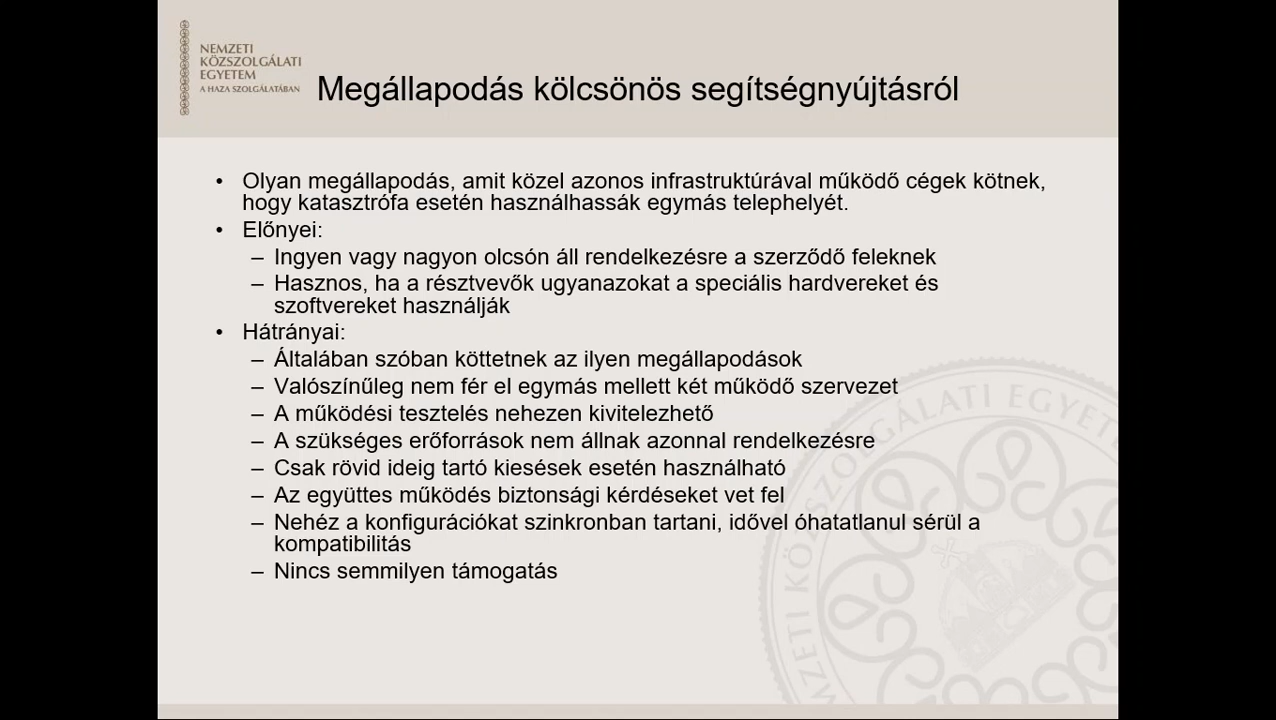 NEMZETI
KÖZSZOLGÁLATI
EGYETEM
A HAZA SZOLGÁLATÁBAN
Megállapodás kölcsönös segítségnyújtásról
• Olyan megállapodás, amit közel azonos infrastruktúrával működő cégek kötnek,
hogy katasztrófa esetén használhassák egymás telephelyét.
• Előnyei:
– Ingyen vagy nagyon olcsón áll rendelkezésre a szerződő feleknek
– Hasznos, ha a résztvevők ugyanazokat a speciális hardvereket és
szoftvereket használják
• Hátrányai:
– Általában szóban köttetnek az ilyen megállapodások
– Valószínűleg nem fér el egymás mellett két működő szervezet
– A működési tesztelés nehezen kivitelezhető
– A szükséges erőforrások nem állnak azonnal rendelkezésre
– Csak rövid ideig tartó kiesések esetén használható
– Az együttes működés biztonsági kérdéseket vet fel
– Nehéz a konfigurációkat szinkronban tartani, idővel óhatatlanul sérül a
kompatibilitás
– Nincs semmilyen támogatás
MZETI KÖZSZOLGÁLATI EGYETE